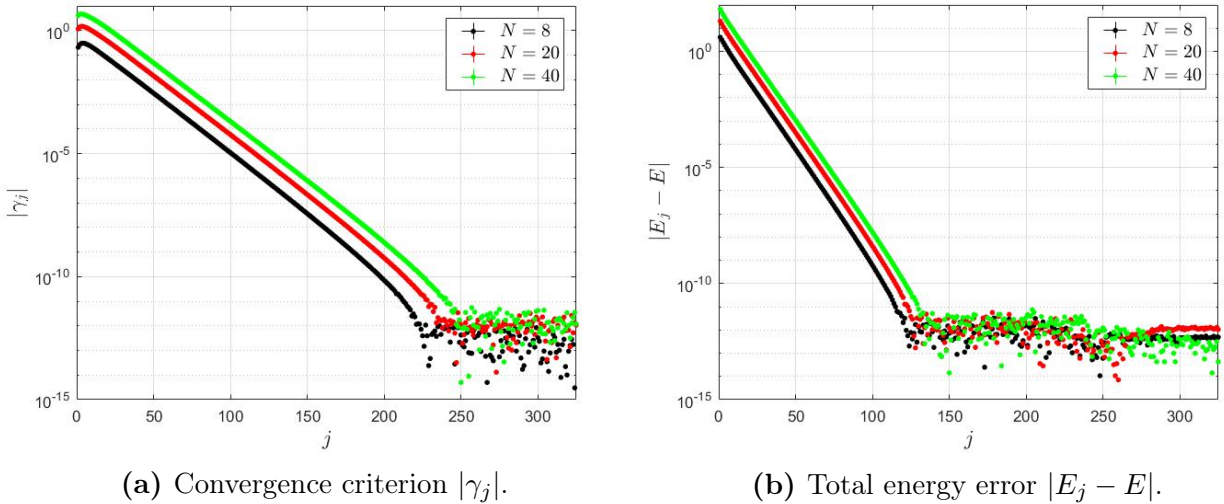 10^0
10^-5
10^-10
10^-15
|γ_j|
0 50 100 150 200 250 300
j
N = 8
N = 20
N = 40
(a) Convergence criterion |γ_j|.
10^0
10^-5
10^-10
10^-15
|E_j − E|
0 50 100 150 200 250 300
j
N = 8
N = 20
N = 40
(b) Total energy error |E_j − E|.